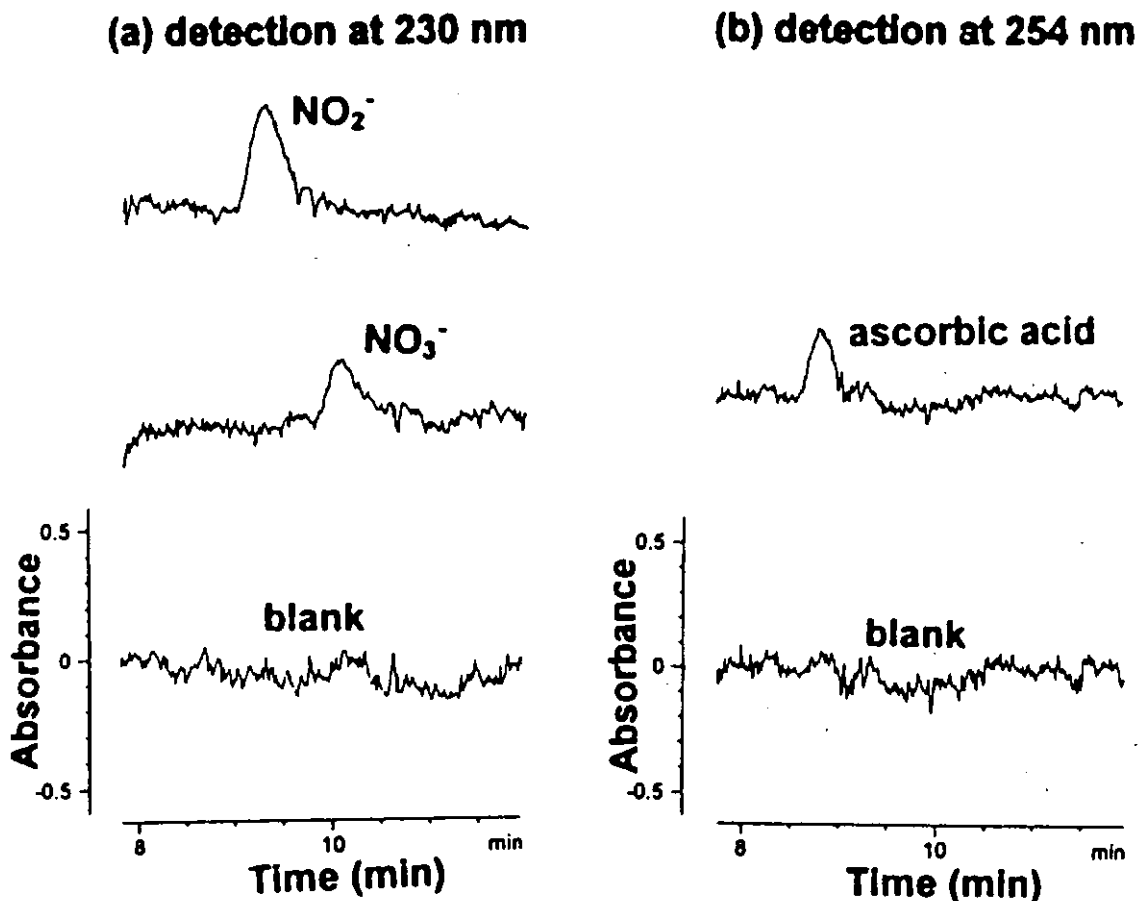 (a) detection at 230 nm
NO₂⁻
NO₃⁻
0.5
0
-0.5
Absorbance
blank
8
10
min
Time (min)
(b) detection at 254 nm
ascorbic acid
0.5
0
-0.5
Absorbance
blank
8
10
min
Time (min)